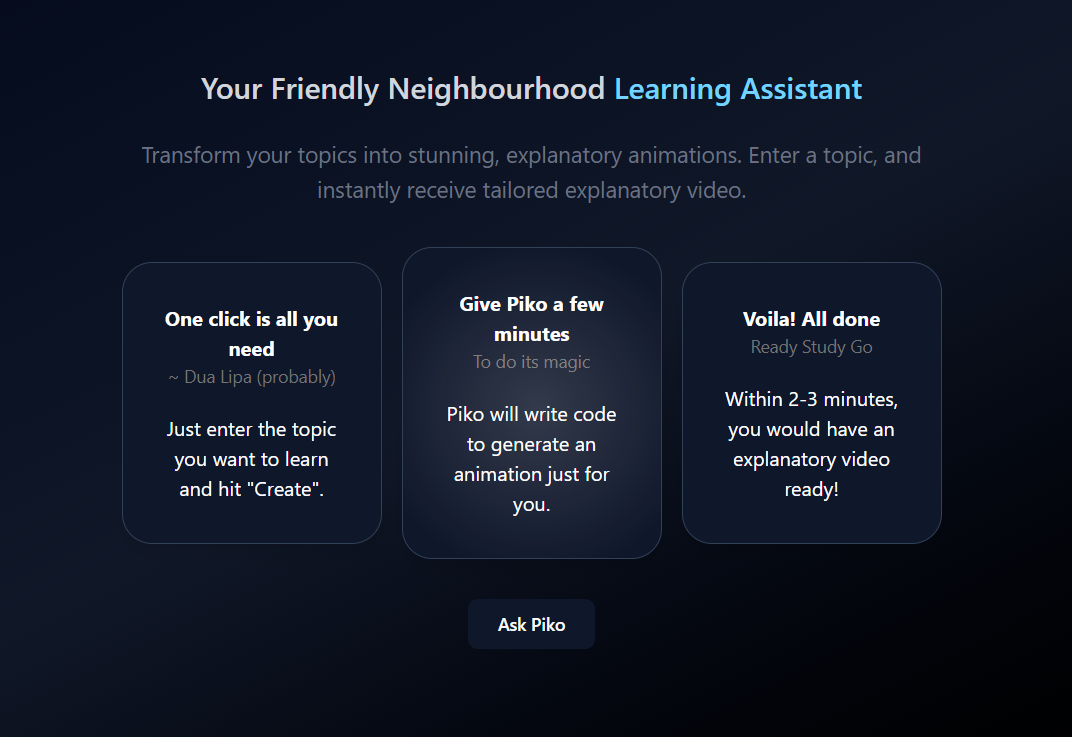 Your Friendly Neighbourhood Learning Assistant
Transform your topics into stunning, explanatory animations. Enter a topic, and
instantly receive tailored explanatory video.
One click is all you
need
~ Dua Lipa (probably)
Just enter the topic
you want to learn
and hit "Create".
Give Piko a few
minutes
To do its magic
Piko will write code
to generate an
animation just for
you.
Voila! All done
Ready Study Go
Within 2-3 minutes,
you would have an
explanatory video
ready!
Ask Piko